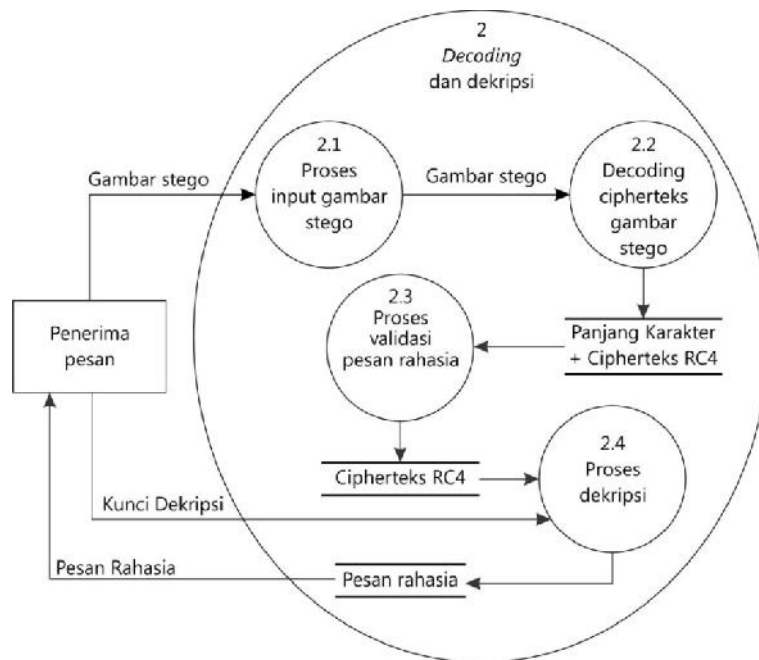 2
Decoding
dan dekripsi
2.1
Proses
input gambar
stego
2.2
Decoding
cipherteks
gambar
stego
Gambar stego
Gambar stego
2.3
Proses
validasi
pesan rahasia
Panjang Karakter
+ Cipherteks RC4
Penerima
pesan
2.4
Proses
dekripsi
Cipherteks RC4
Kunci Dekripsi
Pesan Rahasia
Pesan rahasia